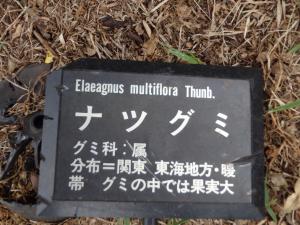 Elaeagnus multiflora Thunb.
ナツグミ
グミ科：属
分布＝関東 東海地方・暖
帯　グミの中では果実大